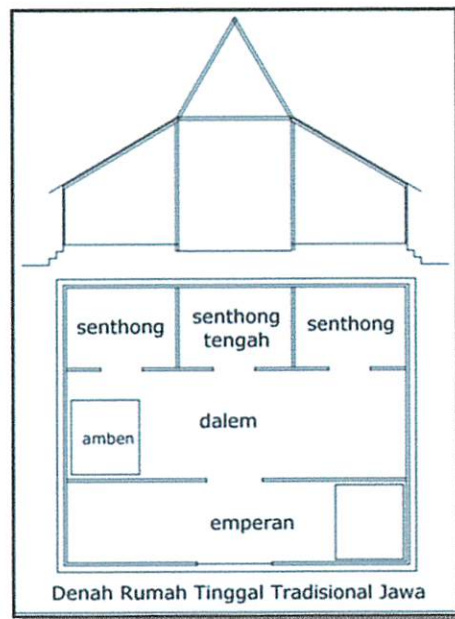 senthong
senthong
tengah
senthong
dalem
amben
emperan
Denah Rumah Tinggal Tradisional Jawa